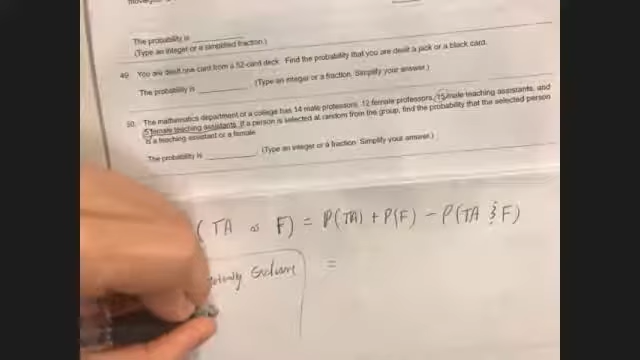 The probability is
(Type an integer or a simplified fraction.)
49. You are dealt one card from a 52-card deck. Find the probability that you are dealt a jack or a black card.
The probability is (Type an integer or a fraction. Simplify your answer.)
50. The mathematics department of a college has 14 male professors, 12 female professors, 15 male teaching assistants, and
5 female teaching assistants. If a person is selected at random from the group, find the probability that the selected person
is a teaching assistant or a female.
The probability is (Type an integer or a fraction. Simplify your answer.)
( TA or F) = P(TA) + P(F) - P(TA & F)
=